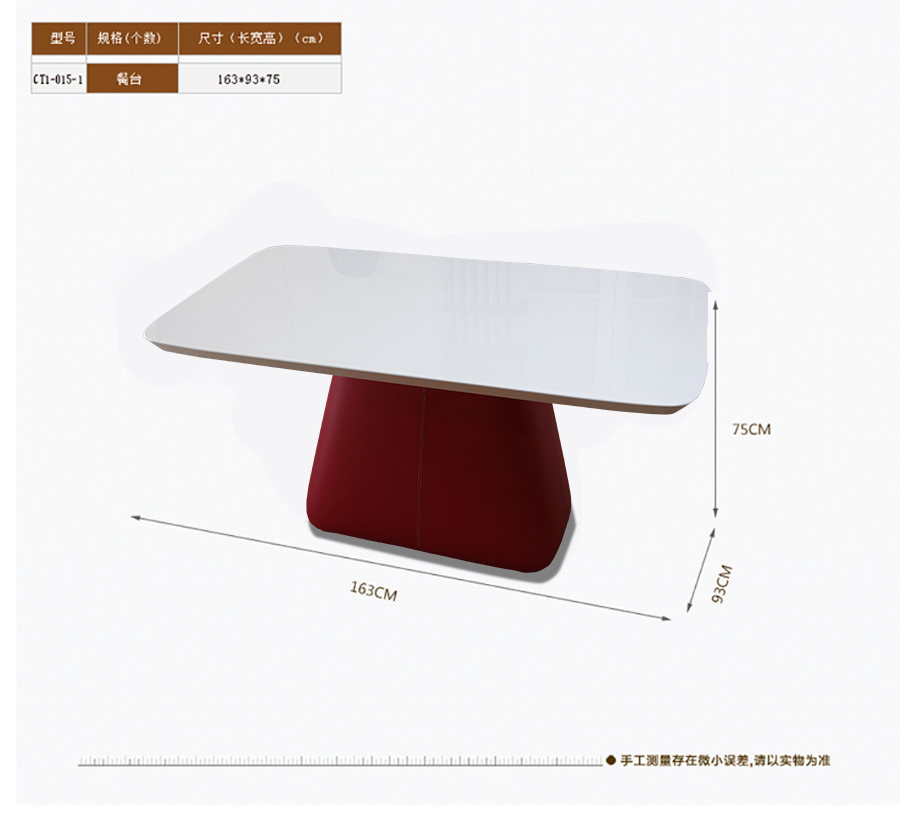 型号 规格(个数) 尺寸（长宽高）（cm）
CT1-015-1 餐台 163*93*75
75CM
93CM
163CM
手工测量存在微小误差,请以实物为准